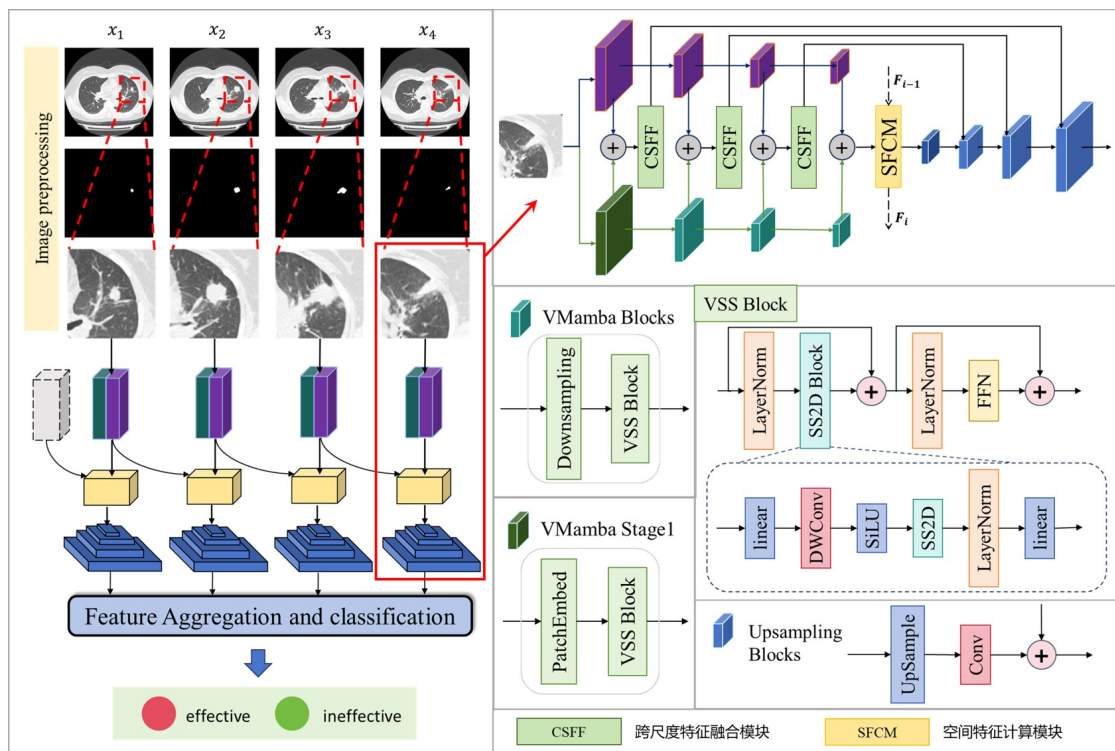 x₁ x₂ x₃ x₄
Image preprocessing
Feature Aggregation and classification
effective ineffective
CSFF CSFF CSFF SFCM
F_{i-1}
F_i
VMamba Blocks
Downsampling
VSS Block
VMamba Stage1
PatchEmbed
VSS Block
VSS Block
LayerNorm
SS2D Block
LayerNorm
FFN
linear
DWConv
SiLU
SS2D
LayerNorm
linear
Upsampling
Blocks
UpSample
Conv
CSFF 跨尺度特征融合模块 SFCM 空间特征计算模块